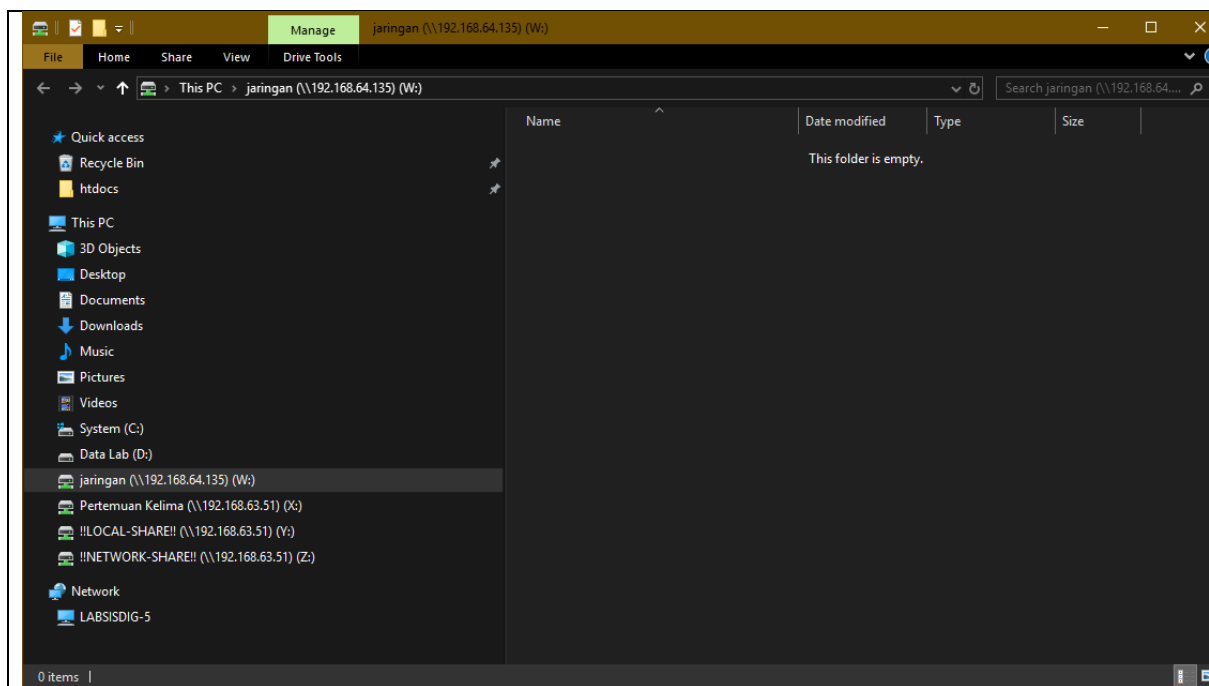 Manage jaringan (\\192.168.64.135) (W:)
File Home Share View Drive Tools
This PC > jaringan (\\192.168.64.135) (W:) Search jaringan (\\192.168.64....
Name Date modified Type Size
This folder is empty.
Quick access
Recycle Bin
htdocs
This PC
3D Objects
Desktop
Documents
Downloads
Music
Pictures
Videos
System (C:)
Data Lab (D:)
jaringan (\\192.168.64.135) (W:)
Pertemuan Kelima (\\192.168.63.51) (X:)
!!LOCAL-SHARE!! (\\192.168.63.51) (Y:)
!!NETWORK-SHARE!! (\\192.168.63.51) (Z:)
Network
LABSISDIG-5
0 items